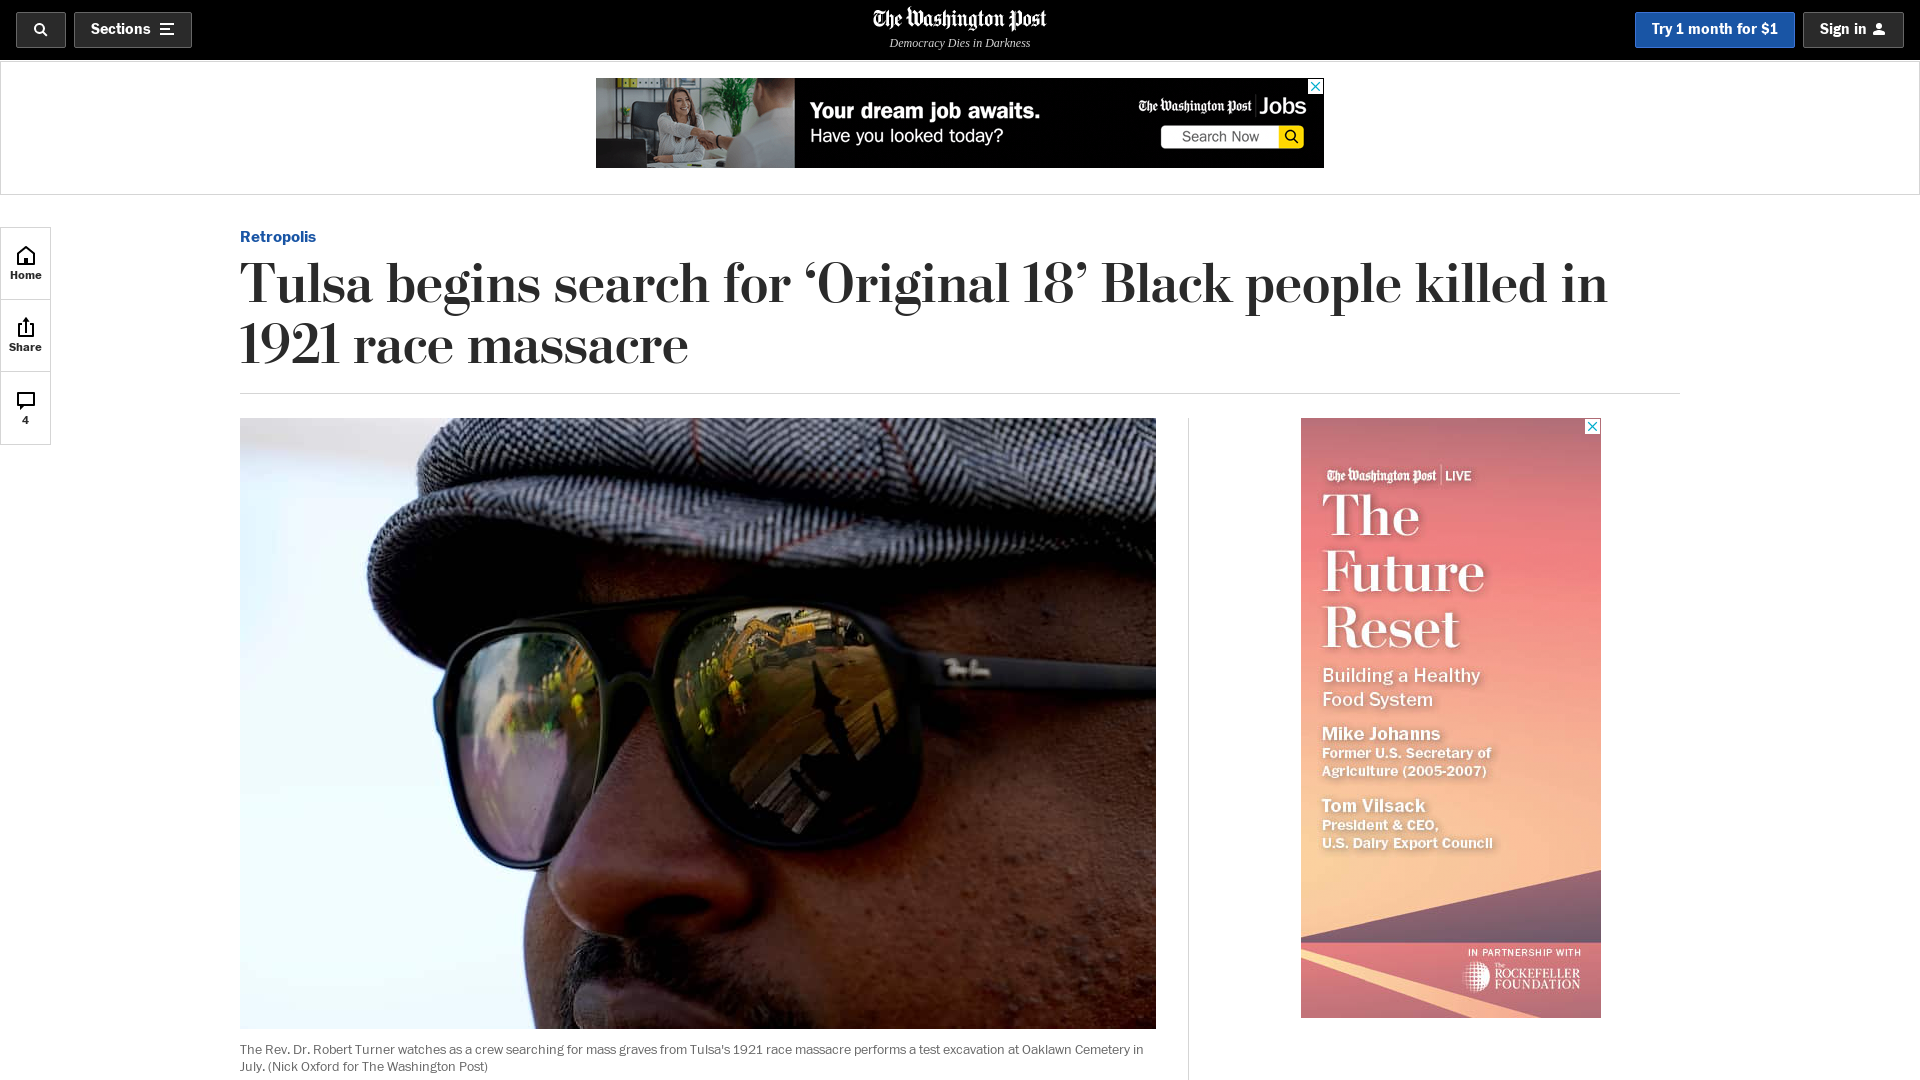 Sections
The Washington Post
Democracy Dies in Darkness
Try 1 month for $1
Sign in
Your dream job awaits.
Have you looked today?
The Washington Post Jobs
Search Now
Home
Share
4
Retropolis
Tulsa begins search for ‘Original 18’ Black people killed in
1921 race massacre
Ray-Ban
The Rev. Dr. Robert Turner watches as a crew searching for mass graves from Tulsa's 1921 race massacre performs a test excavation at Oaklawn Cemetery in
July. (Nick Oxford for The Washington Post)
The Washington Post LIVE
The
Future
Reset
Building a Healthy
Food System
Mike Johanns
Former U.S. Secretary of
Agriculture (2005-2007)
Tom Vilsack
President & CEO,
U.S. Dairy Export Council
IN PARTNERSHIP WITH
The
ROCKEFELLER
FOUNDATION